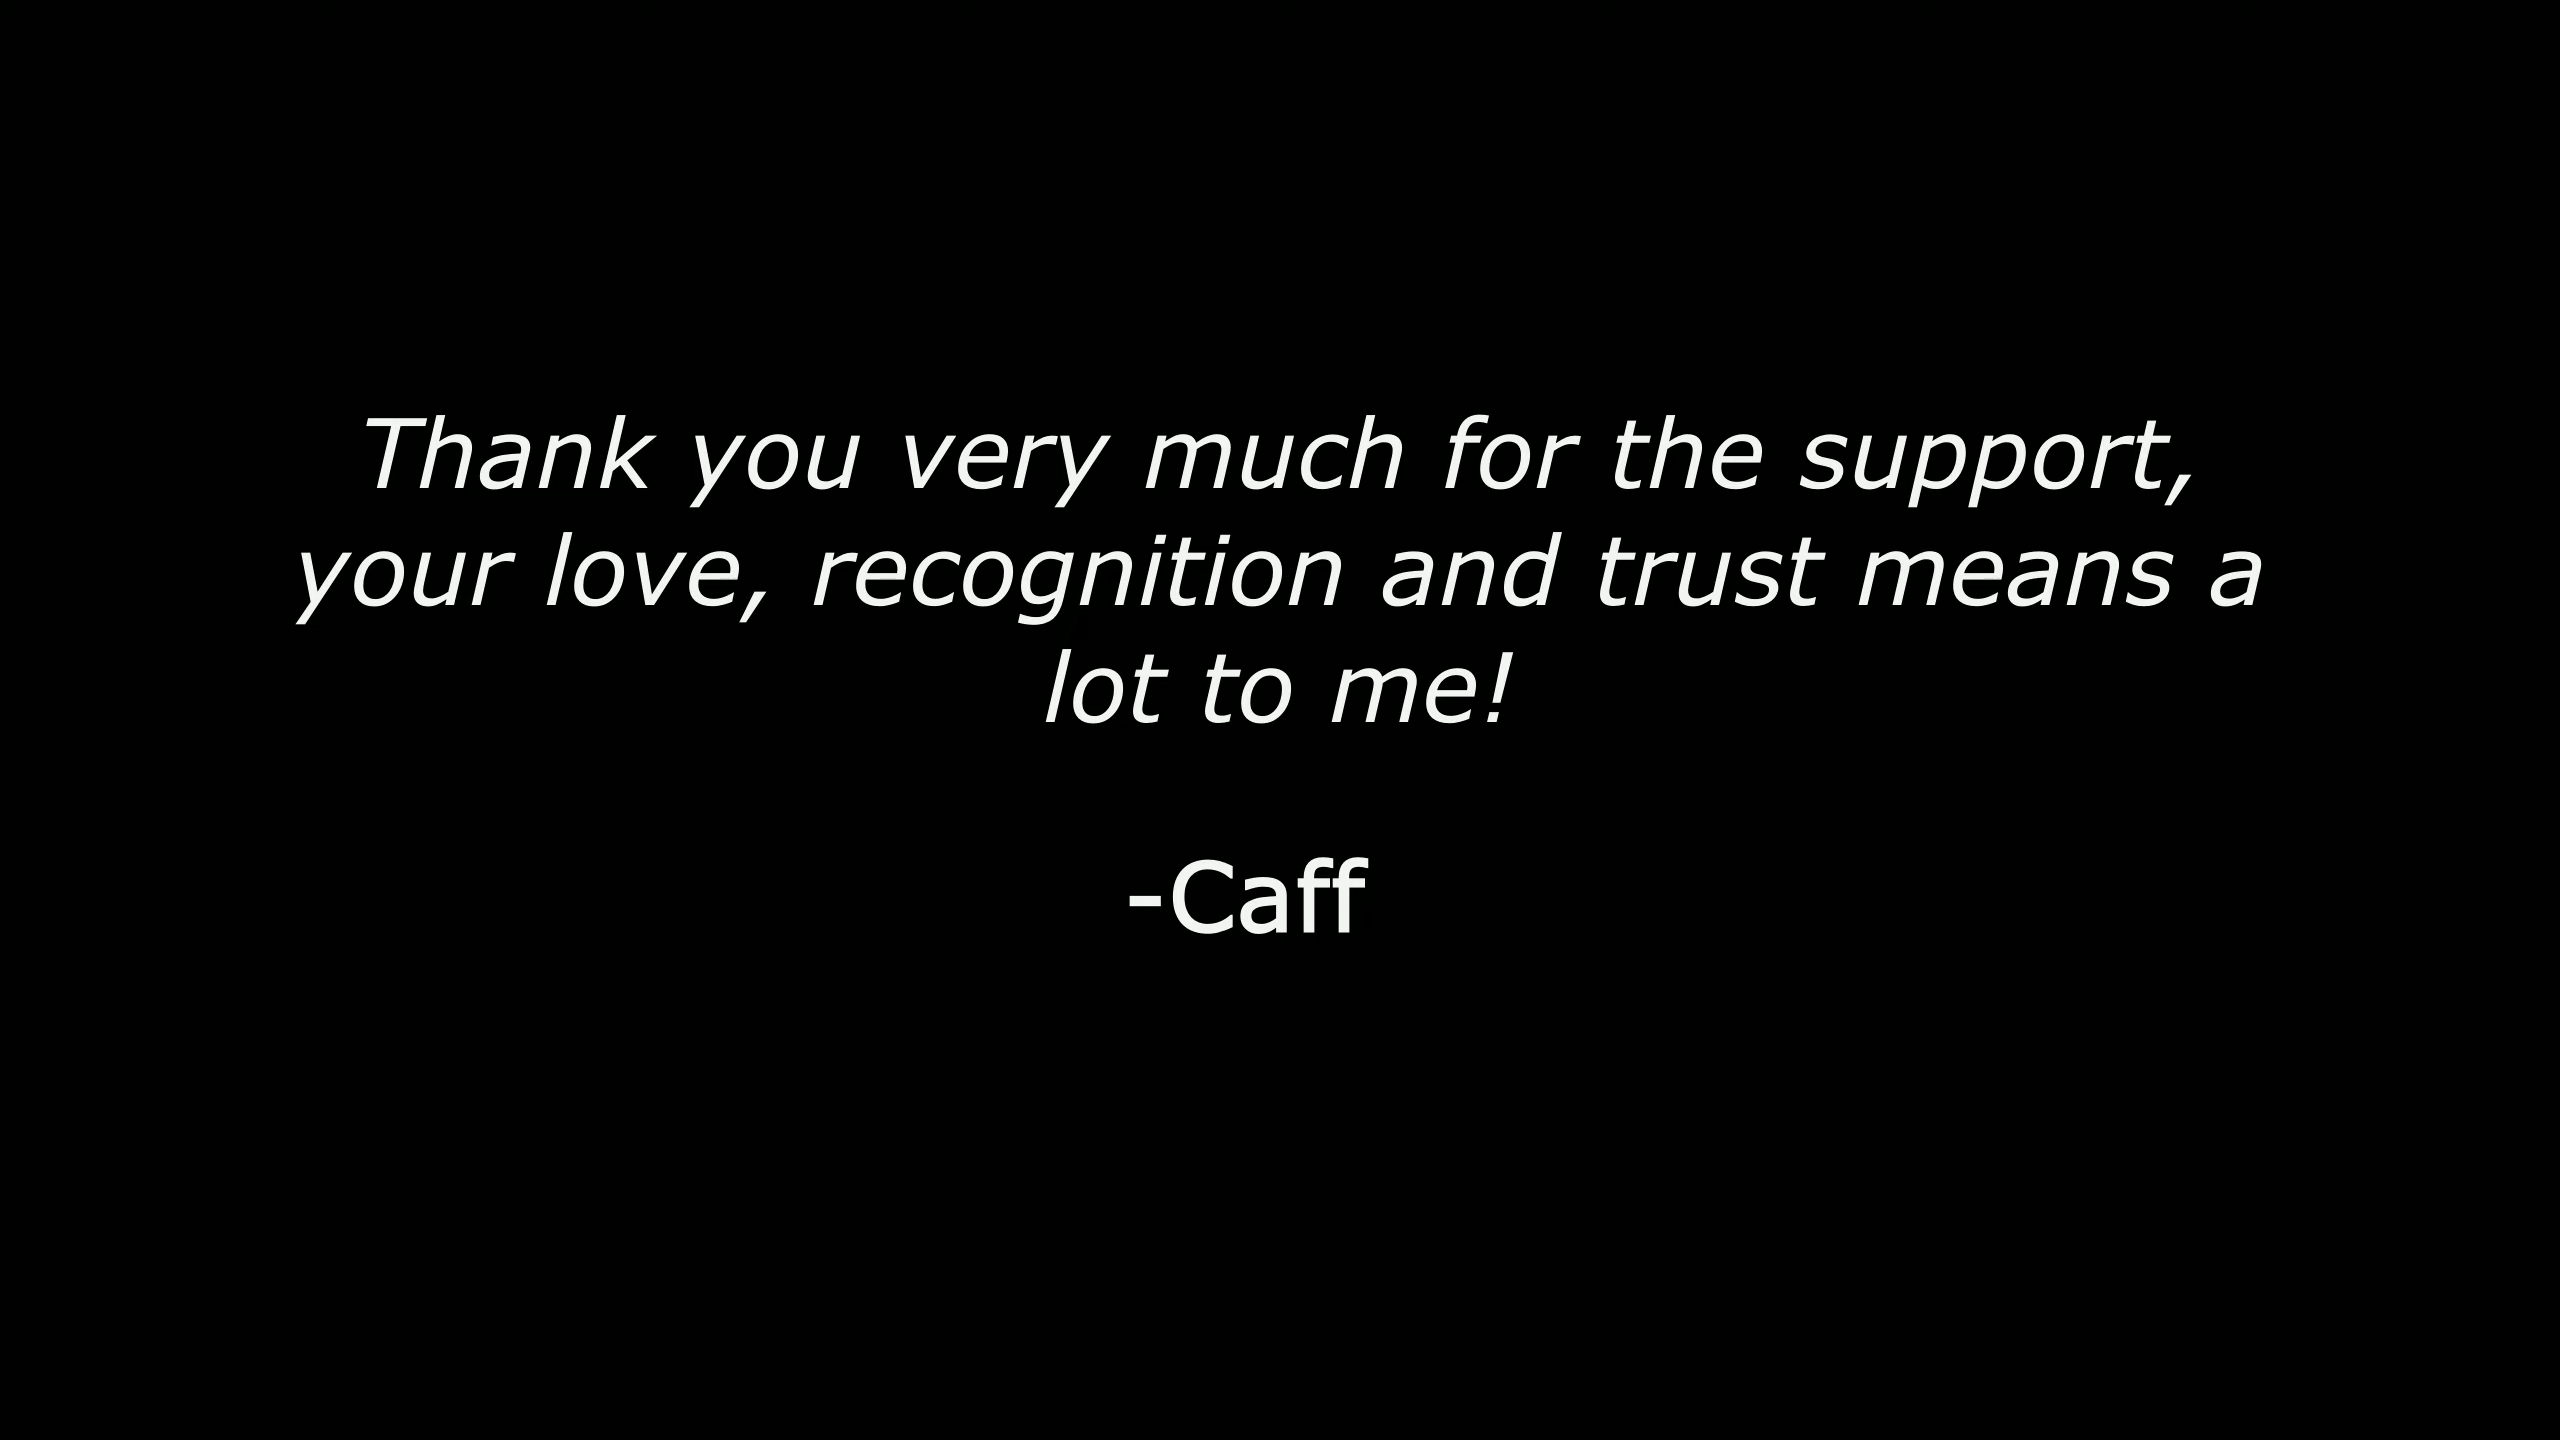 Thank you very much for the support,
your love, recognition and trust means a
lot to me!
-Caff